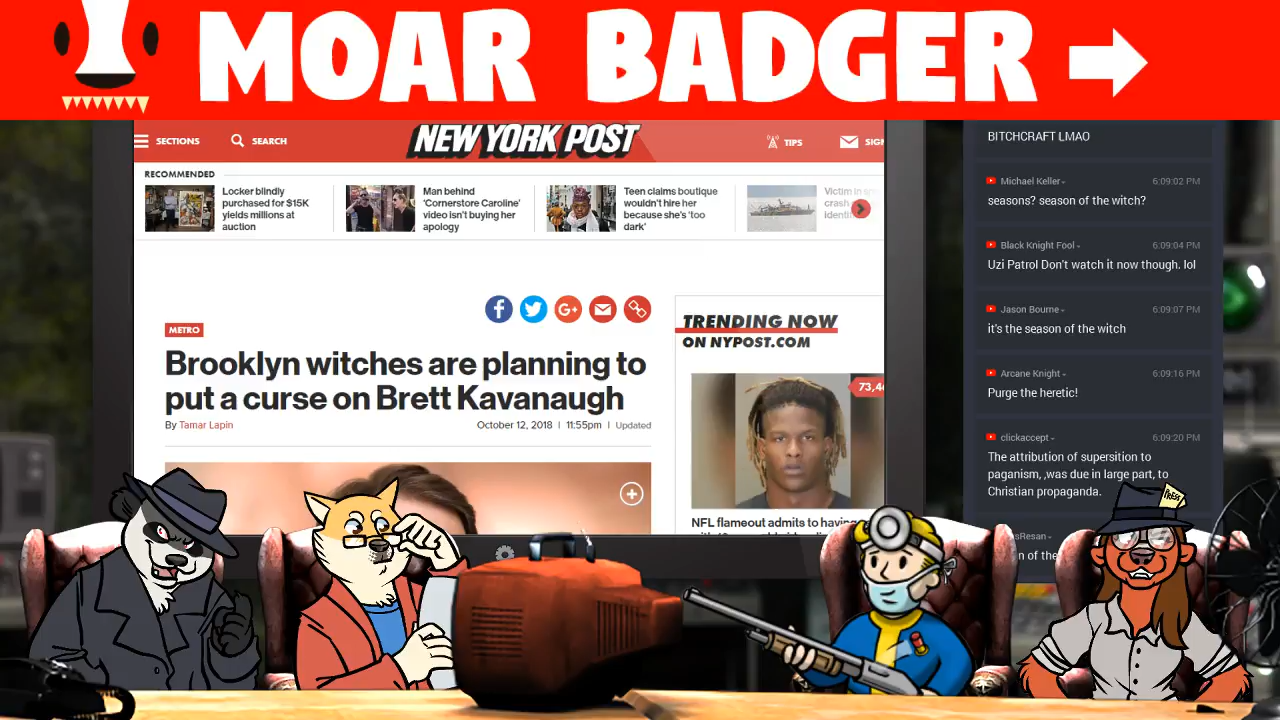 MOAR BADGER
SECTIONS
SEARCH
NEW YORK POST
TIPS
SIGN
RECOMMENDED
Locker blindly
purchased for $15K
yields millions at
auction
Man behind
'Cornerstore Caroline'
video isn't buying her
apology
Teen claims boutique
wouldn't hire her
because she's 'too
dark'
Victim in
crash
METRO
Brooklyn witches are planning to
put a curse on Brett Kavanaugh
By Tamar Lapin
October 12, 2018 | 11:55pm | Updated
TRENDING NOW
ON NYPOST.COM
NFL flameout admits to having
BITCHCRAFT LMAO
Michael Keller 6:09:02 PM
seasons? season of the witch?
Black Knight Fool 6:09:04 PM
Uzi Patrol Don't watch it now though. lol
Jason Bourne 6:09:07 PM
it's the season of the witch
Arcane Knight 6:09:16 PM
Purge the heretic!
clickaccept 6:09:20 PM
The attribution of supersition to
paganism, ,was due in large part, to
Christian propaganda.
PRESS
of the